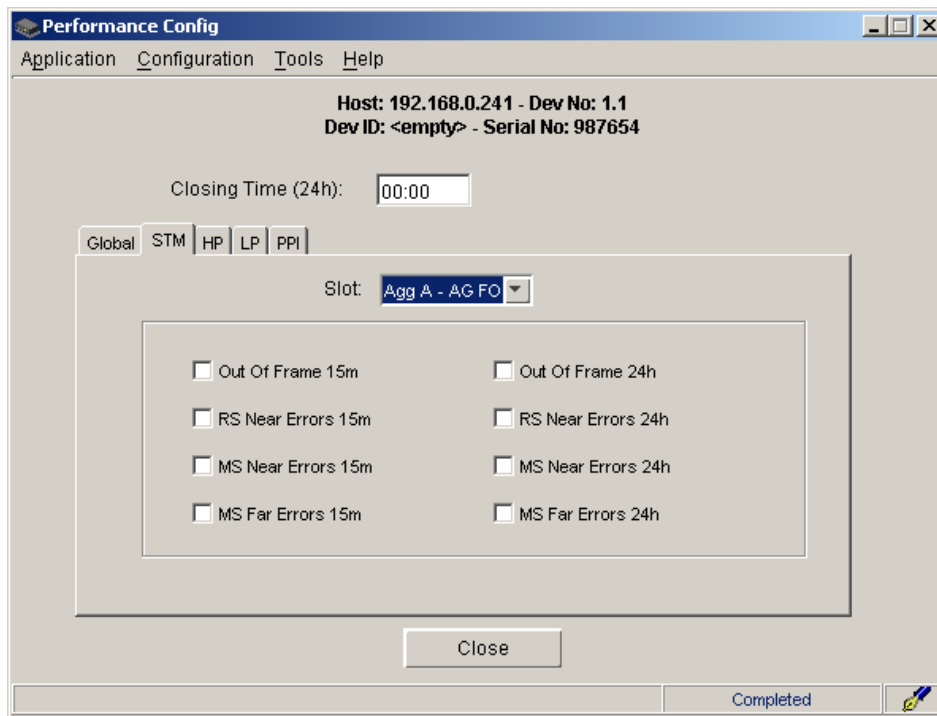 Performance Config
Application Configuration Tools Help
Host: 192.168.0.241 - Dev No: 1.1
Dev ID: <empty> - Serial No: 987654
Closing Time (24h): 00:00
Global STM HP LP PPI
Slot: Agg A - AG FO
Out Of Frame 15m Out Of Frame 24h
RS Near Errors 15m RS Near Errors 24h
MS Near Errors 15m MS Near Errors 24h
MS Far Errors 15m MS Far Errors 24h
Close
Completed